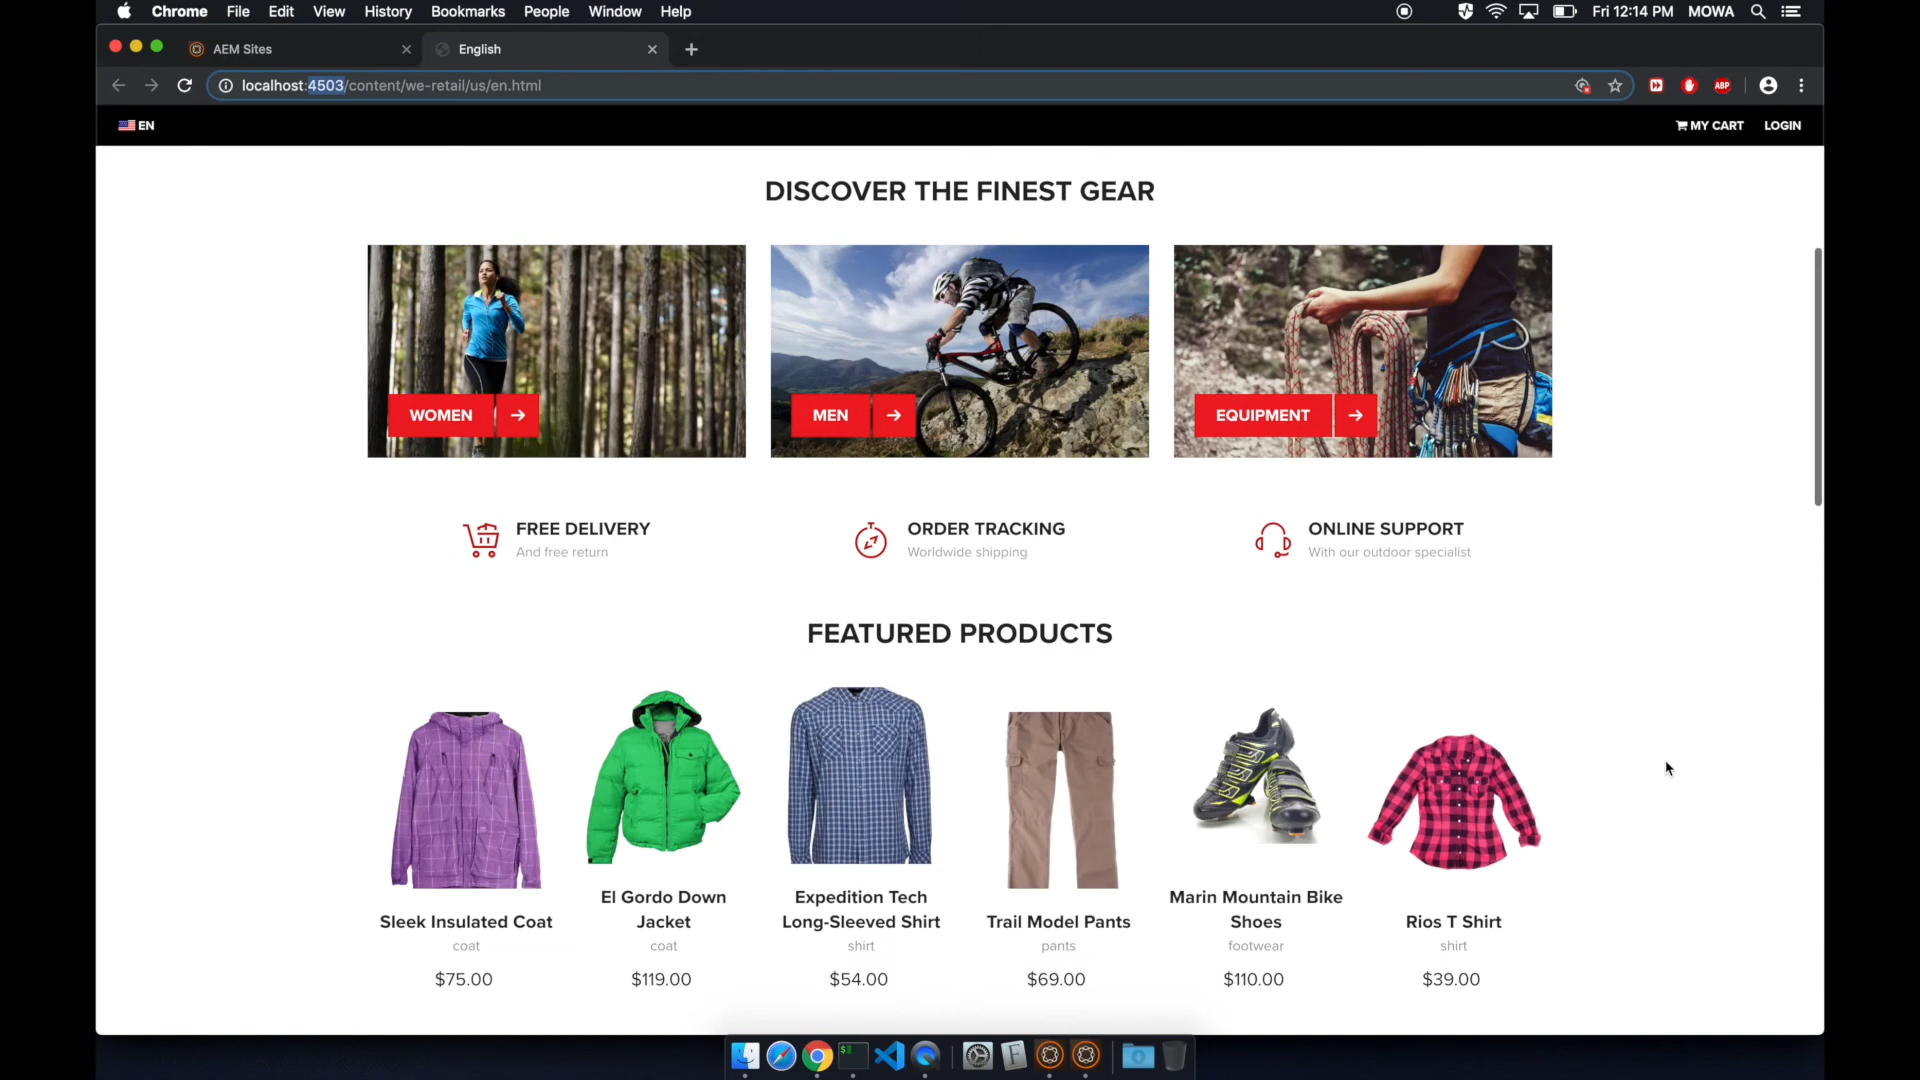 Chrome File Edit View History Bookmarks People Window Help Fri 12:14 PM MOWA
AEM Sites English
localhost:4503/content/we-retail/us/en.html ABP
EN MY CART LOGIN
DISCOVER THE FINEST GEAR
WOMEN MEN EQUIPMENT
FREE DELIVERY
And free return
ORDER TRACKING
Worldwide shipping
ONLINE SUPPORT
With our outdoor specialist
FEATURED PRODUCTS
Sleek Insulated Coat
coat
$75.00
El Gordo Down
Jacket
coat
$119.00
Expedition Tech
Long-Sleeved Shirt
shirt
$54.00
Trail Model Pants
pants
$69.00
Marin Mountain Bike
Shoes
footwear
$110.00
Rios T Shirt
shirt
$39.00